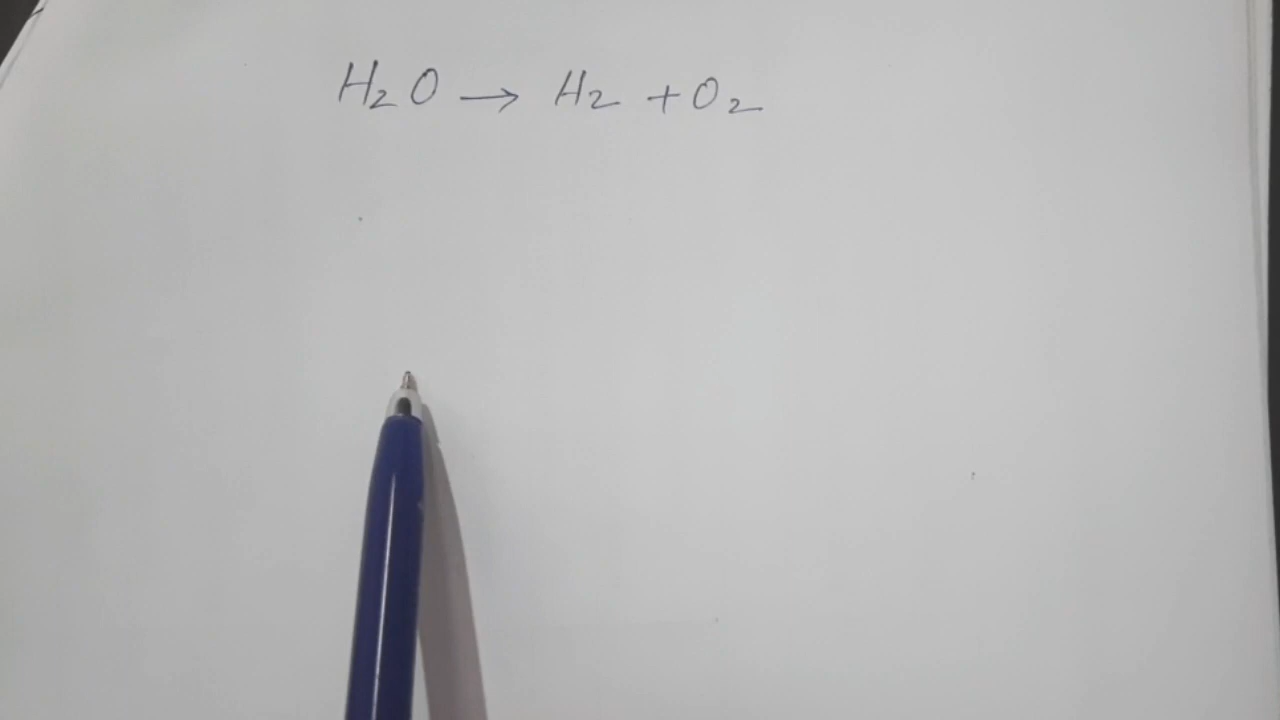 H₂O → H₂ + O₂